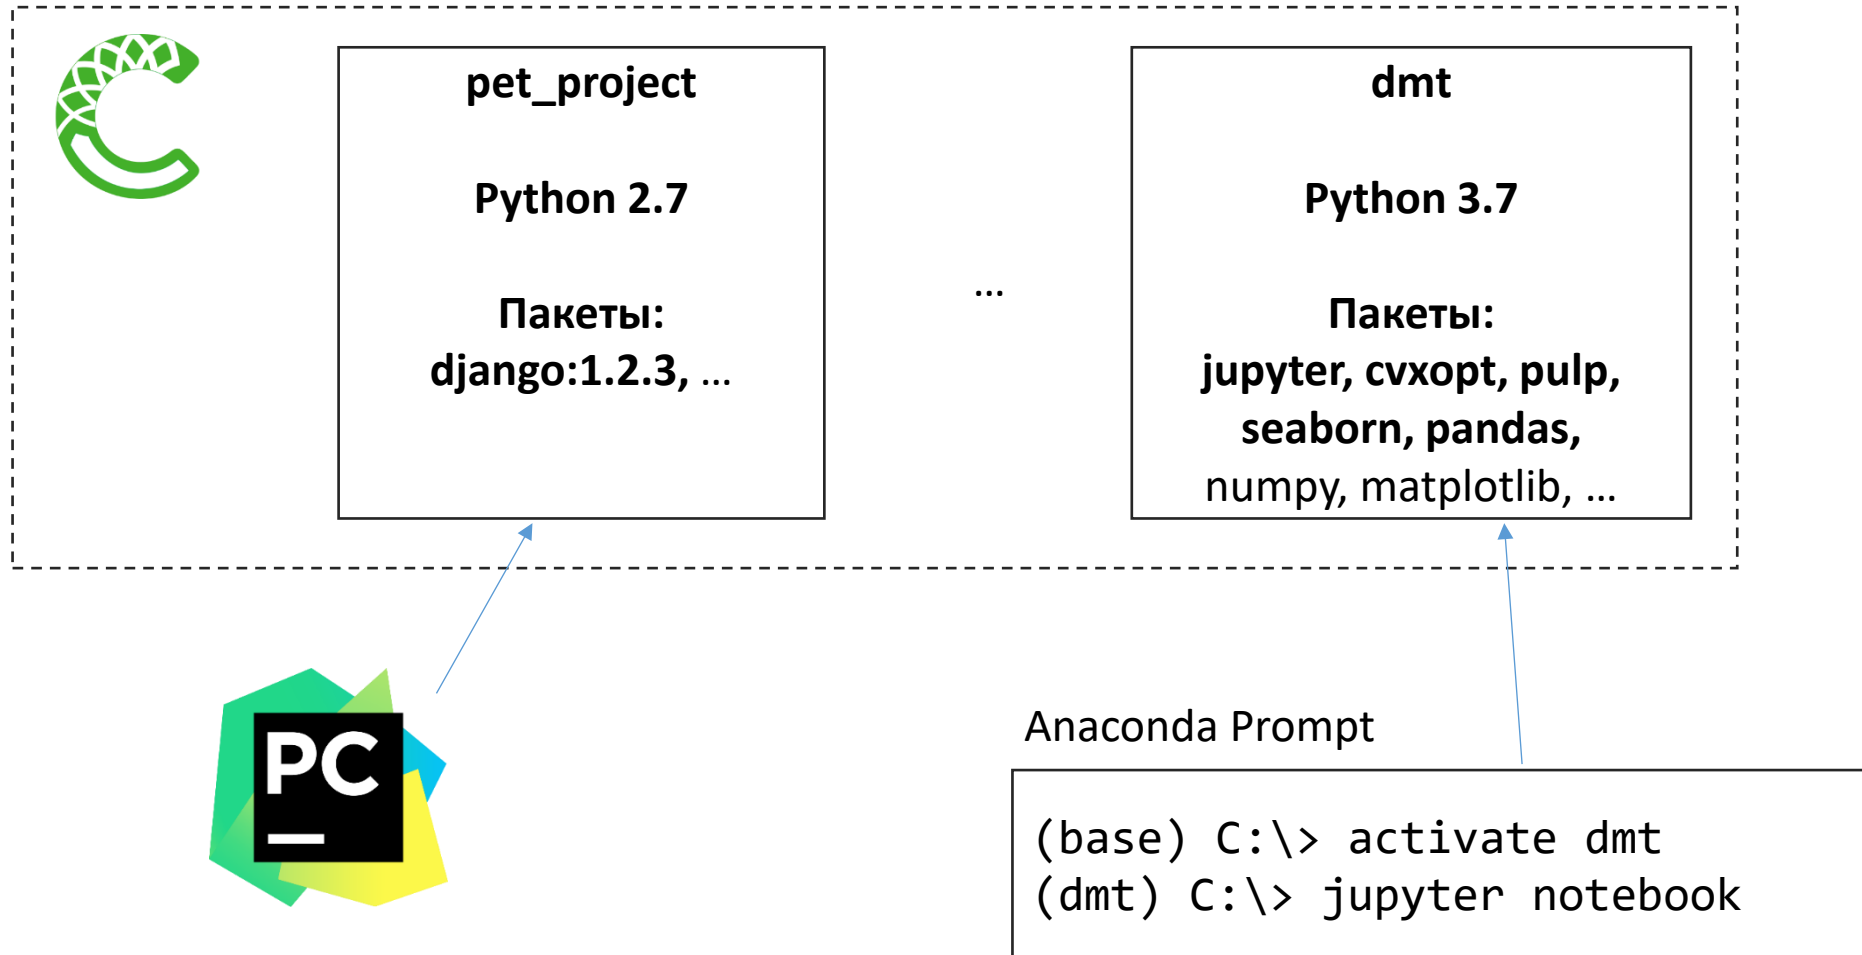 pet_project
Python 2.7
Пакеты:
django:1.2.3, ...
...
dmt
Python 3.7
Пакеты:
jupyter, cvxopt, pulp,
seaborn, pandas,
numpy, matplotlib, ...
PC
Anaconda Prompt
(base) C:\> activate dmt
(dmt) C:\> jupyter notebook